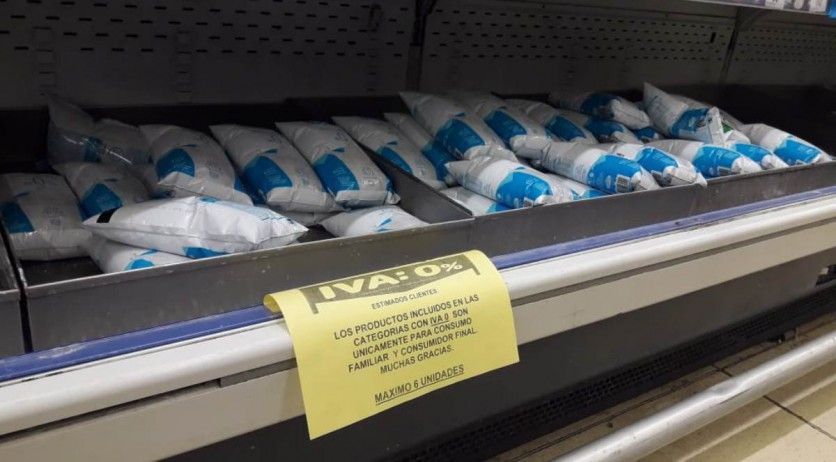 IVA: 0%
ESTIMADOS CLIENTES
LOS PRODUCTOS INCLUIDOS EN LAS
CATEGORIAS CON IVA 0 SON
UNICAMENTE PARA CONSUMO
FAMILIAR Y CONSUMIDOR FINAL.
MUCHAS GRACIAS.
MAXIMO 6 UNIDADES